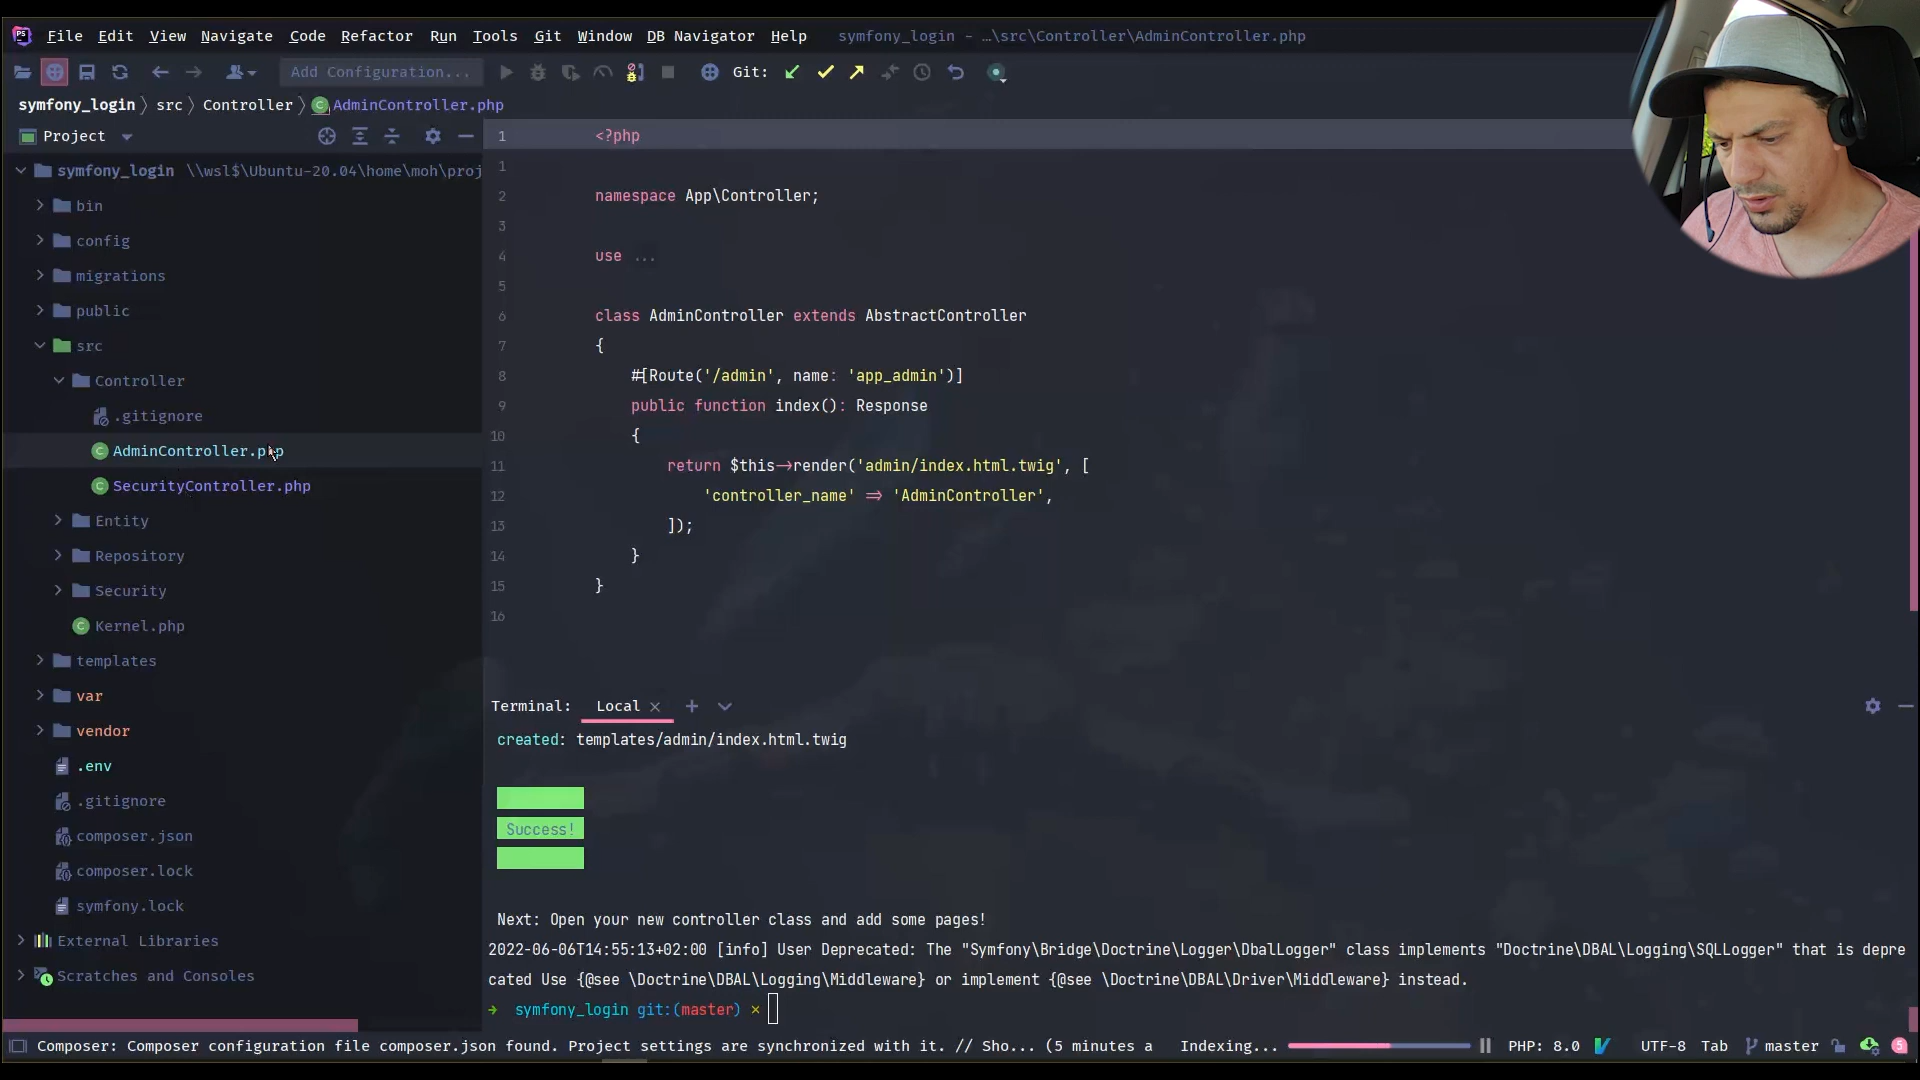 PS File Edit View Navigate Code Refactor Run Tools Git Window DB Navigator Help symfony_login – …\src\Controller\AdminController.php
Add Configuration... Git:
symfony_login src Controller AdminController.php
Project
symfony_login \\wsl$\Ubuntu-20.04\home\moh\proj
bin
config
migrations
public
src
Controller
.gitignore
AdminController.php
SecurityController.php
Entity
Repository
Security
Kernel.php
templates
var
vendor
.env
.gitignore
composer.json
composer.lock
symfony.lock
External Libraries
Scratches and Consoles
1 <?php
1
2 namespace App\Controller;
3
4 use ...
5
6 class AdminController extends AbstractController
7 {
8 #[Route('/admin', name: 'app_admin')]
9 public function index(): Response
10 {
11 return $this→render('admin/index.html.twig', [
12 'controller_name' ⇒ 'AdminController',
13 ]);
14 }
15 }
16
Terminal: Local × +
created: templates/admin/index.html.twig
Success!
Next: Open your new controller class and add some pages!
2022-06-06T14:55:13+02:00 [info] User Deprecated: The "Symfony\Bridge\Doctrine\Logger\DbalLogger" class implements "Doctrine\DBAL\Logging\SQLLogger" that is depre
cated Use {@see \Doctrine\DBAL\Logging\Middleware} or implement {@see \Doctrine\DBAL\Driver\Middleware} instead.
→ symfony_login git:(master) ×
Composer: Composer configuration file composer.json found. Project settings are synchronized with it. // Sho... (5 minutes a Indexing... PHP: 8.0 UTF-8 Tab master 5